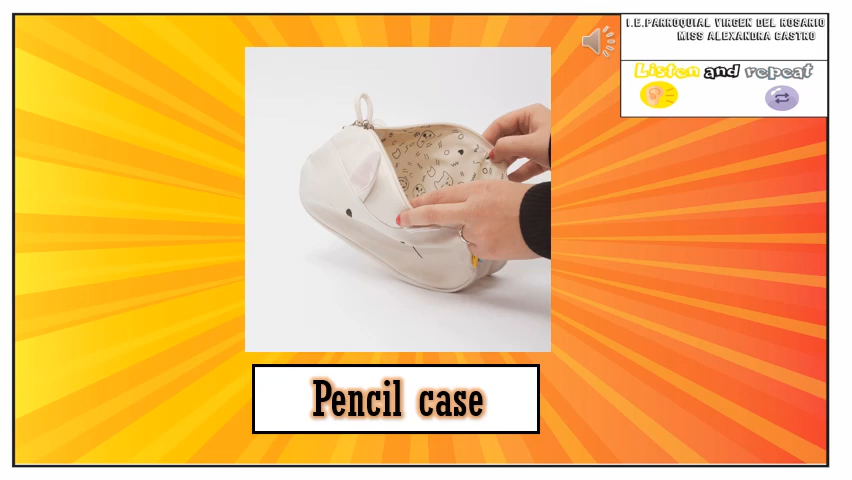 I.E.PARROQUIAL VIRGEN DEL ROSARIO
MISS ALEXANDRA CASTRO
Listen and repeat
Pencil case